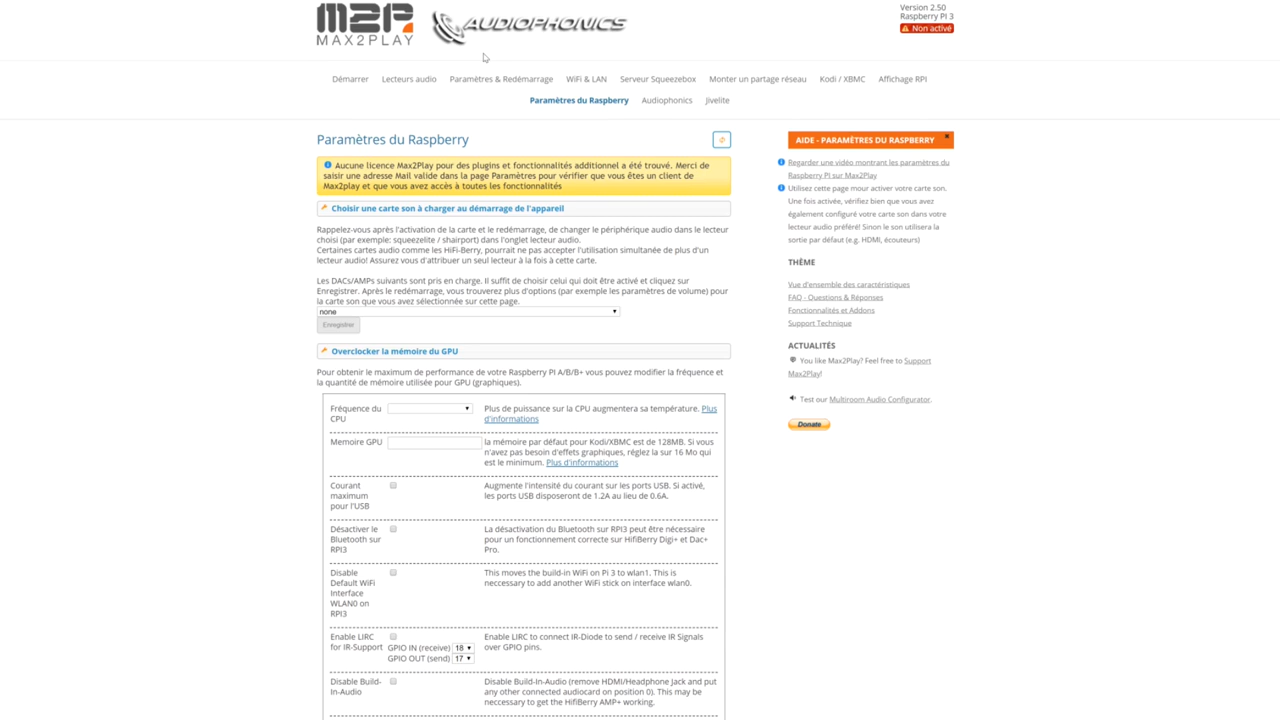 M2P
MAX2PLAY
AUDIOPHONICS
Version 2.50
Raspberry PI 3
Non activé
Démarrer
Lecteurs audio
Paramètres & Redémarrage
WiFi & LAN
Serveur Squeezebox
Monter un partage réseau
Kodi / XBMC
Affichage RPI
Paramètres du Raspberry
Audiophonics
Jivelite
Paramètres du Raspberry
Aucune licence Max2Play pour des plugins et fonctionnalités additionnel a été trouvé. Merci de
saisir une adresse Mail valide dans la page Paramètres pour vérifier que vous êtes un client de
Max2play et que vous avez accès à toutes les fonctionnalités
Choisir une carte son à charger au démarrage de l'appareil
Rappelez-vous après l'activation de la carte et le redémarrage, de changer le périphérique audio dans le lecteur
choisi (par exemple: squeezelite / shairport) dans l'onglet lecteur audio.
Certaines cartes audio comme les HiFi-Berry, pourrait ne pas accepter l'utilisation simultanée de plus d'un
lecteur audio! Assurez vous d'attribuer un seul lecteur à la fois à cette carte.
Les DACs/AMPs suivants sont pris en charge. Il suffit de choisir celui qui doit être activé et cliquez sur
Enregistrer. Après le redémarrage, vous trouverez plus d'options (par exemple les paramètres de volume) pour
la carte son que vous avez sélectionnée sur cette page.
none
Enregistrer
Overclocker la mémoire du GPU
Pour obtenir le maximum de performance de votre Raspberry PI A/B/B+ vous pouvez modifier la fréquence et
la quantité de mémoire utilisée pour GPU (graphiques).
Fréquence du
CPU
Plus de puissance sur la CPU augmentera sa température. Plus
d'informations
Memoire GPU
la mémoire par défaut pour Kodi/XBMC est de 128MB. Si vous
n'avez pas besoin d'effets graphiques, réglez la sur 16 Mo qui
est le minimum. Plus d'informations
Courant
maximum
pour l'USB
Augmente l'intensité du courant sur les ports USB. Si activé,
les ports USB disposeront de 1.2A au lieu de 0.6A.
Désactiver le
Bluetooth sur
RPI3
La désactivation du Bluetooth sur RPI3 peut être nécessaire
pour un fonctionnement correcte sur HifiBerry Digi+ et Dac+
Pro.
Disable
Default WiFi
Interface
WLAN0 on
RPI3
This moves the build-in WiFi on Pi 3 to wlan1. This is
neccessary to add another WiFi stick on interface wlan0.
Enable LIRC
for IR-Support
GPIO IN (receive) 18
GPIO OUT (send) 17
Enable LIRC to connect IR-Diode to send / receive IR Signals
over GPIO pins.
Disable Build-
In-Audio
Disable Build-In-Audio (remove HDMI/Headphone Jack and put
any other connected audiocard on position 0). This may be
neccessary to get the HifiBerry AMP+ working.
AIDE - PARAMÈTRES DU RASPBERRY
Regarder une vidéo montrant les paramètres du
Raspberry PI sur Max2Play
Utilisez cette page mour activer votre carte son.
Une fois activée, vérifiez bien que vous avez
également configuré votre carte son dans votre
lecteur audio préféré! Sinon le son utilisera la
sortie par défaut (e.g. HDMI, écouteurs)
THÈME
Vue d'ensemble des caractéristiques
FAQ - Questions & Réponses
Fonctionnalités et Addons
Support Technique
ACTUALITÉS
You like Max2Play? Feel free to Support
Max2Play!
Test our Multiroom Audio Configurator.
Donate